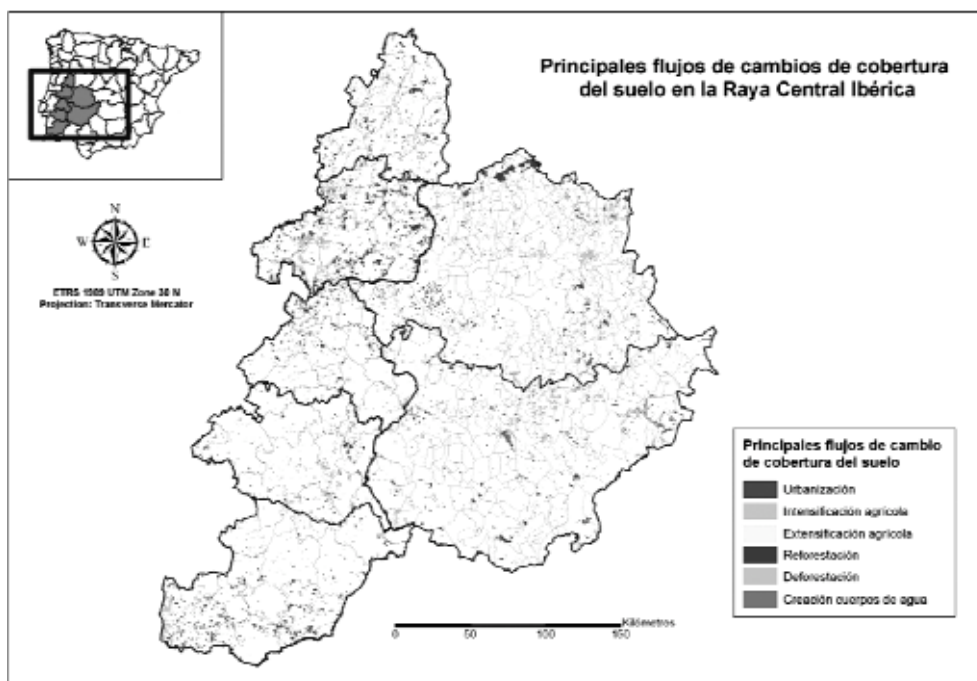 Principales flujos de cambios de cobertura
del suelo en la Raya Central Ibérica
N
W E
S
ETRS 1989 UTM Zone 30 N
Projection: Transverse Mercator
Principales flujos de cambio
de cobertura del suelo
Urbanización
Intensificación agrícola
Extensificación agrícola
Reforestación
Deforestación
Creación cuerpos de agua
Kilómetros
0 50 100 150